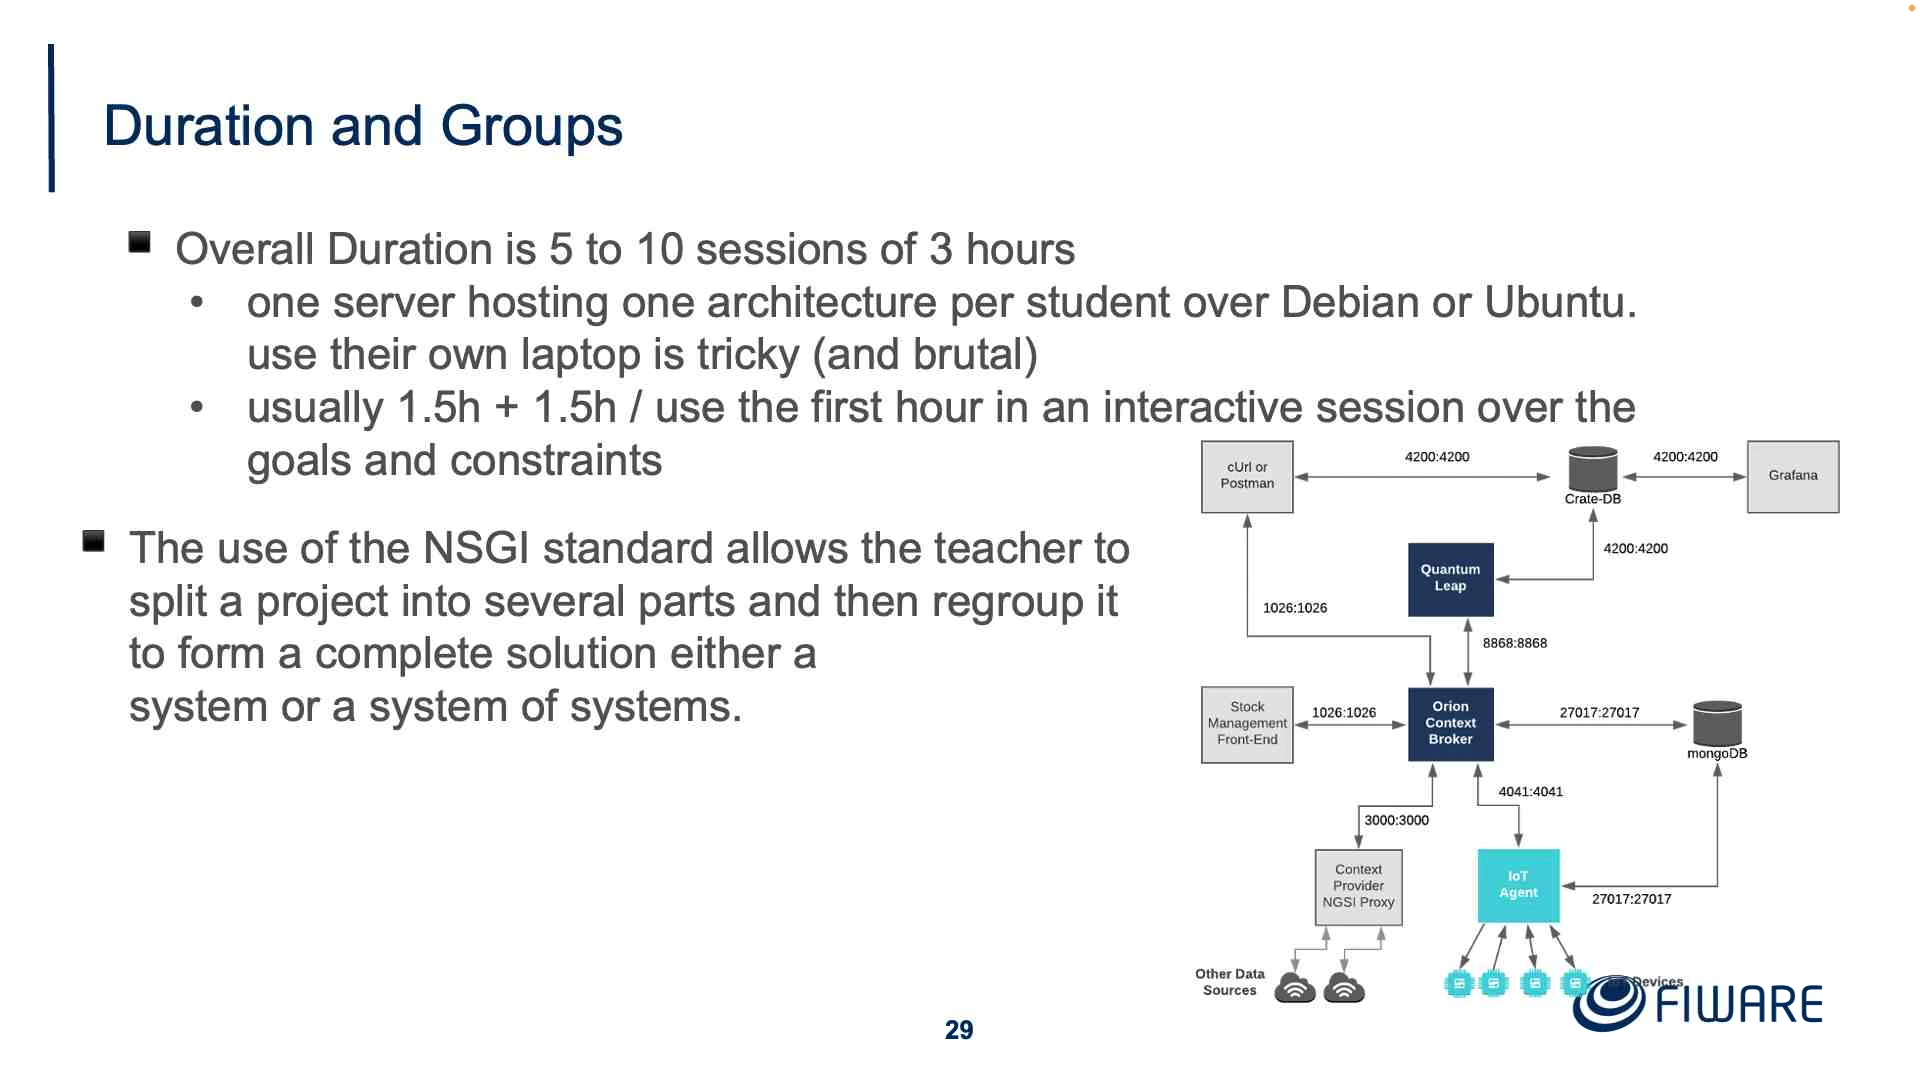 Duration and Groups
Overall Duration is 5 to 10 sessions of 3 hours
one server hosting one architecture per student over Debian or Ubuntu.
use their own laptop is tricky (and brutal)
usually 1.5h + 1.5h / use the first hour in an interactive session over the
goals and constraints
The use of the NSGI standard allows the teacher to
split a project into several parts and then regroup it
to form a complete solution either a
system or a system of systems.
cUrl or
Postman
4200:4200
Crate-DB
4200:4200
Grafana
4200:4200
Quantum
Leap
1026:1026
8868:8868
Stock
Management
Front-End
1026:1026
Orion
Context
Broker
27017:27017
mongoDB
4041:4041
3000:3000
Context
Provider
NGSI Proxy
IoT
Agent
27017:27017
Other Data
Sources
Devices
FIWARE
29